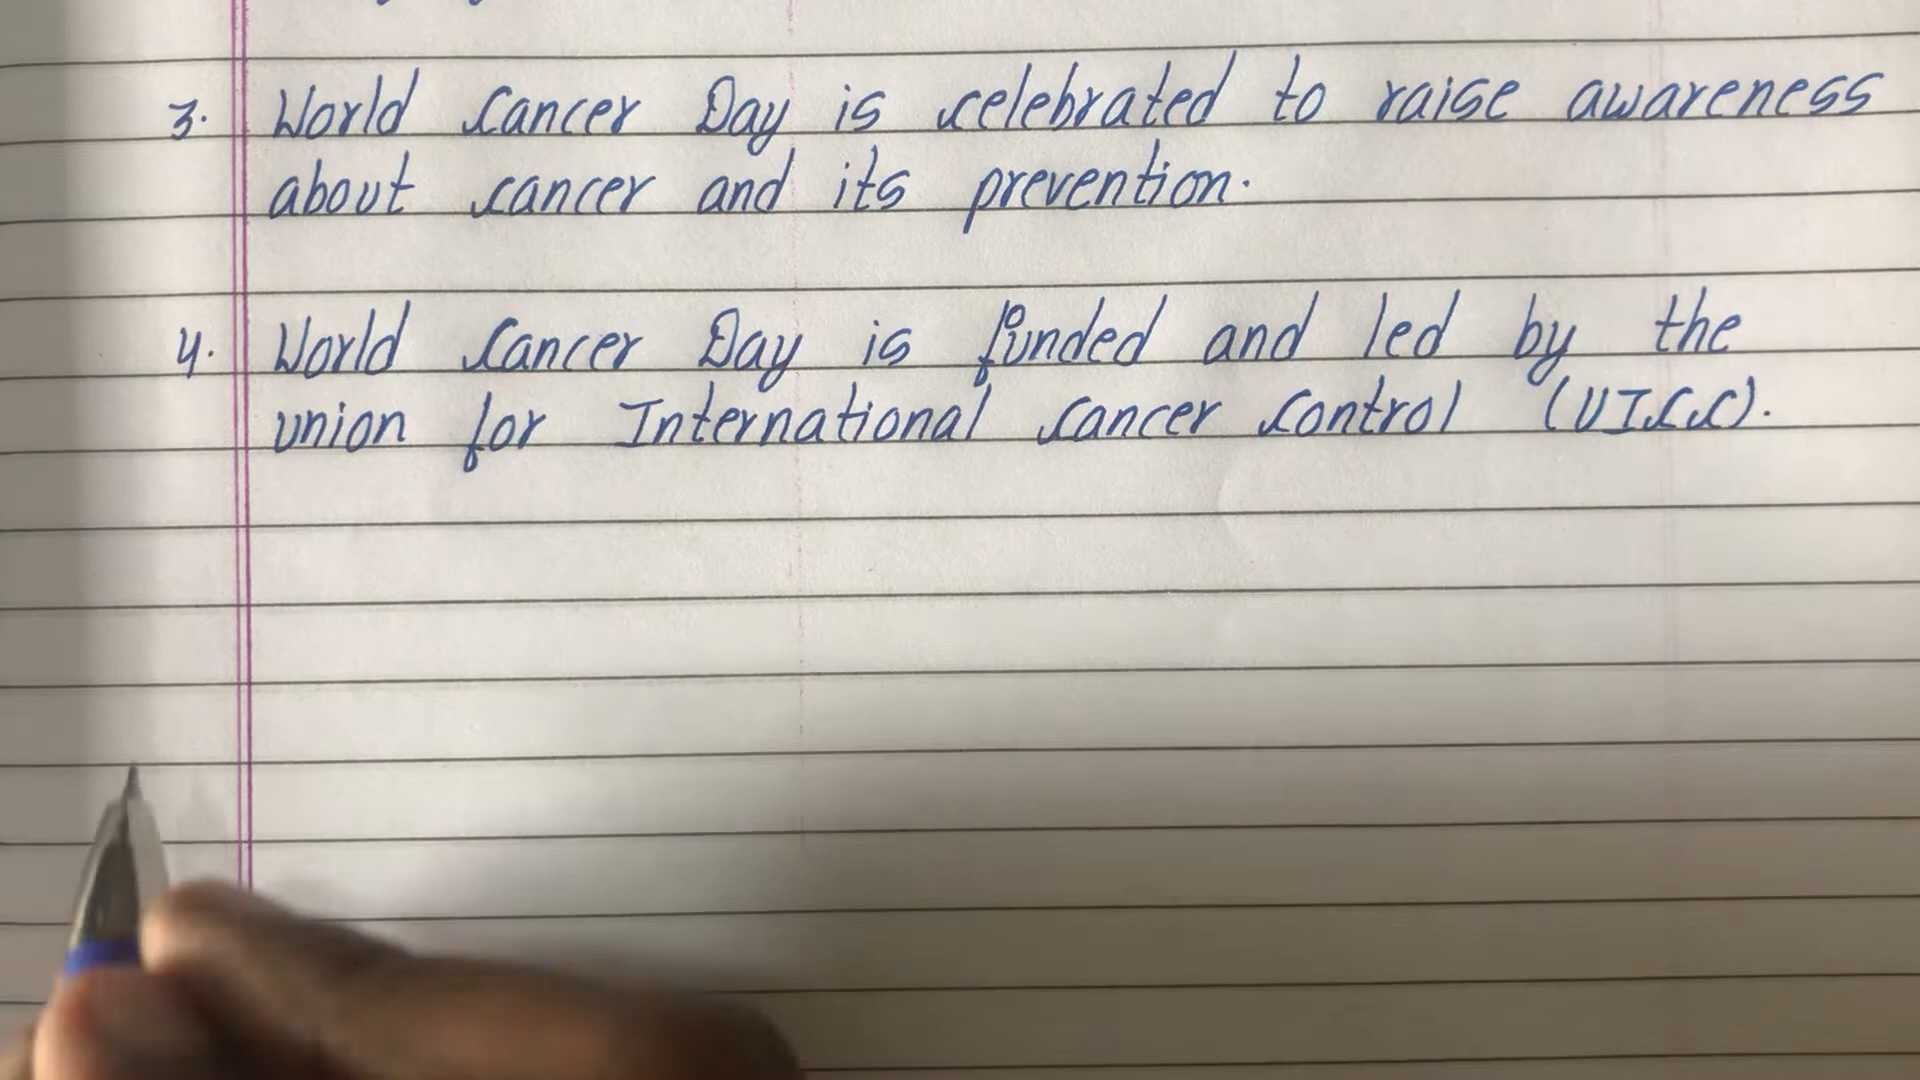 3. World Cancer Day is celebrated to raise awareness
about cancer and its prevention.
4. World Cancer Day is funded and led by the
union for International cancer control (UICC).